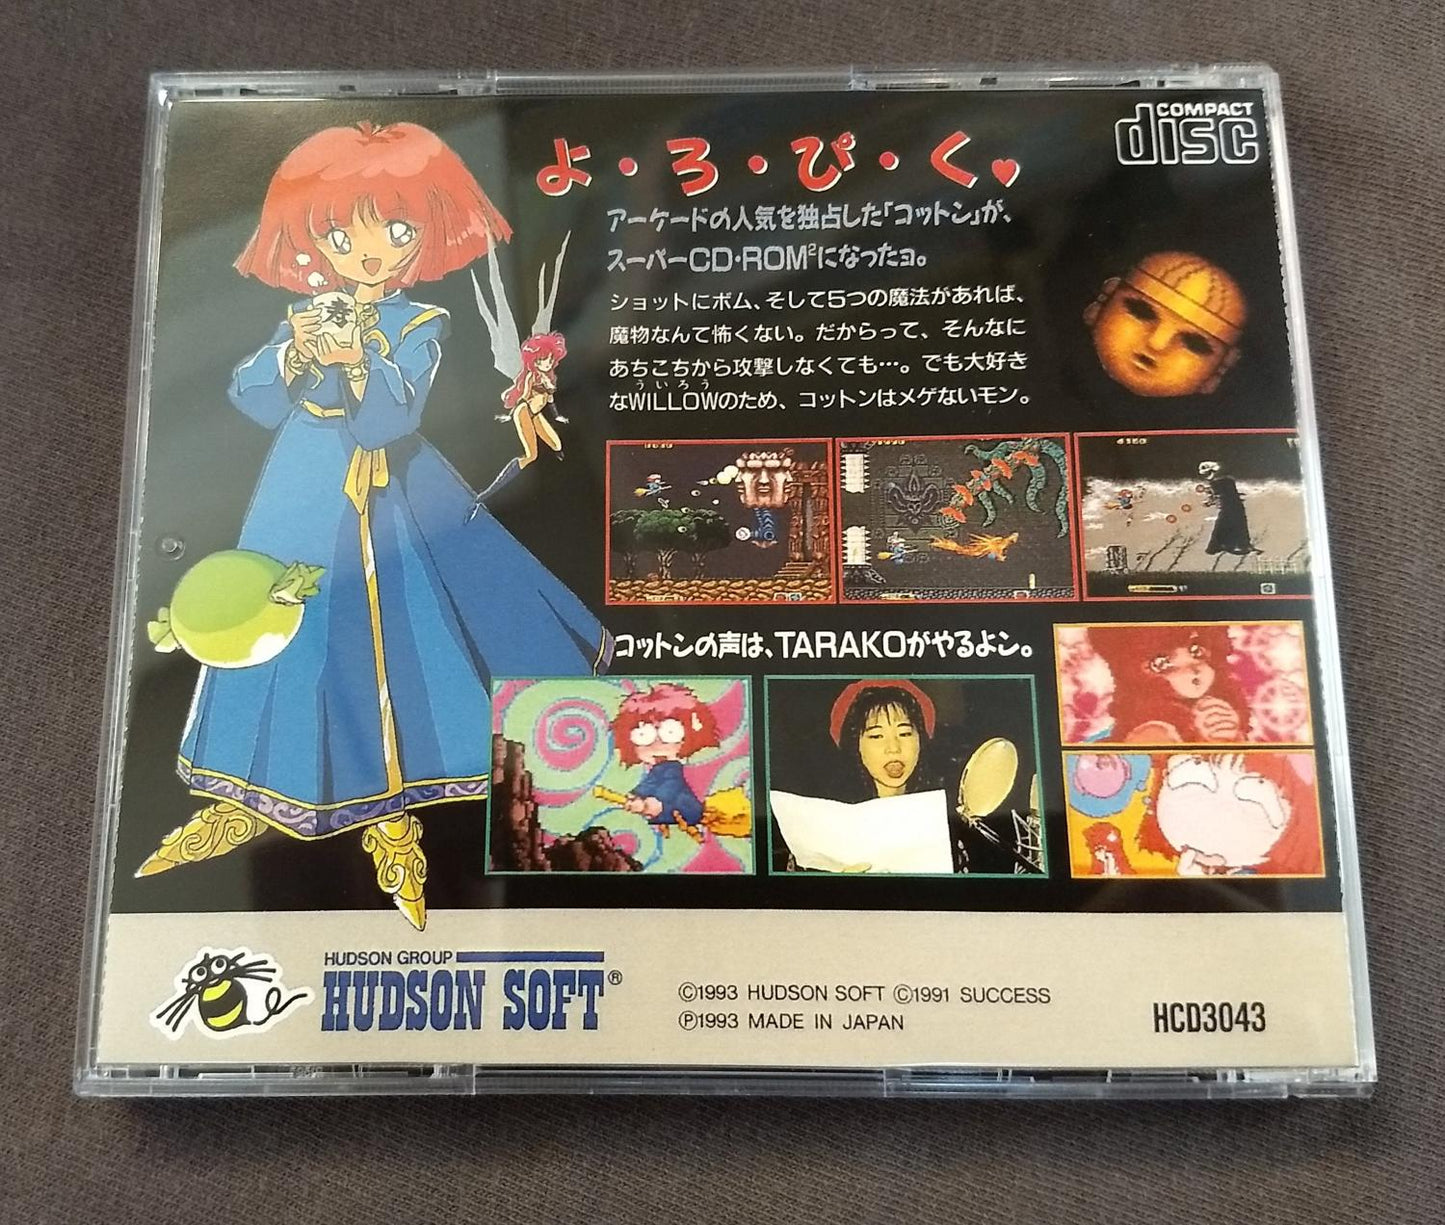 COMPACT
disc
よ・ろ・ぴ・く♥
アーケードの人気を独占した「コットン」が、
スーパーCD・ROM²になったヨ。
ショットにボム、そして5つの魔法があれば、
魔物なんて怖くない。だからって、そんなに
あちこちから攻撃しなくても…。でも大好き
ういろう
なWILLOWのため、コットンはメゲないモン。
寿
コットンの声は、TARAKOがやるよン。
HUDSON GROUP
HUDSON SOFT®
©1993 HUDSON SOFT ©1991 SUCCESS
℗1993 MADE IN JAPAN
HCD3043